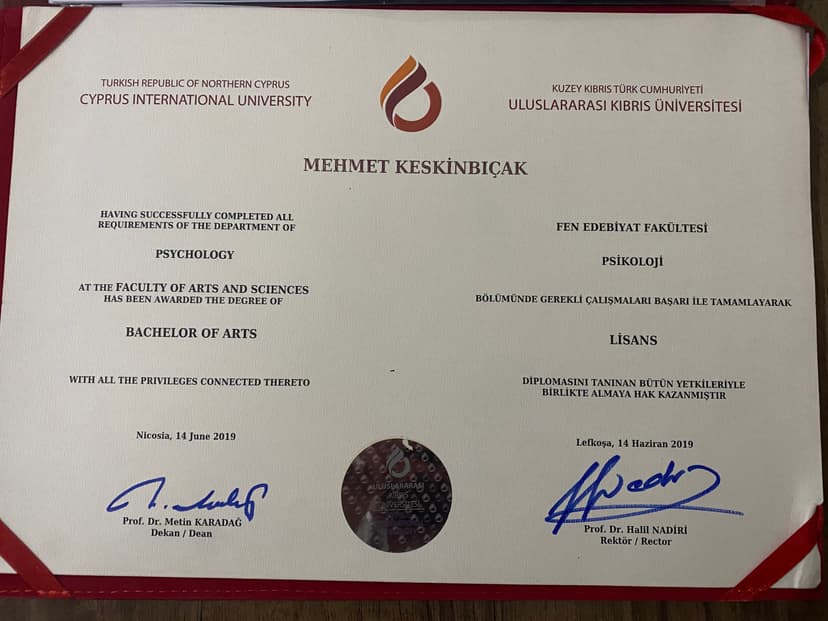 TURKISH REPUBLIC OF NORTHERN CYPRUS
CYPRUS INTERNATIONAL UNIVERSITY
KUZEY KIBRIS TÜRK CUMHURİYETİ
ULUSLARARASI KIBRIS ÜNİVERSİTESİ
MEHMET KESKİNBIÇAK
HAVING SUCCESSFULLY COMPLETED ALL
REQUIREMENTS OF THE DEPARTMENT OF
PSYCHOLOGY
AT THE FACULTY OF ARTS AND SCIENCES
HAS BEEN AWARDED THE DEGREE OF
BACHELOR OF ARTS
WITH ALL THE PRIVILEGES CONNECTED THERETO
Nicosia, 14 June 2019
Prof. Dr. Metin KARADAĞ
Dekan / Dean
FEN EDEBİYAT FAKÜLTESİ
PSİKOLOJİ
BÖLÜMÜNDE GEREKLİ ÇALIŞMALARI BAŞARI İLE TAMAMLAYARAK
LİSANS
DİPLOMASINI TANINAN BÜTÜN YETKİLERİYLE
BİRLİKTE ALMAYA HAK KAZANMIŞTIR
Lefkoşa, 14 Haziran 2019
Prof. Dr. Halil NADİRİ
Rektör / Rector
ULUSLARARASI
KIBRIS
ÜNİVERSİTESİ